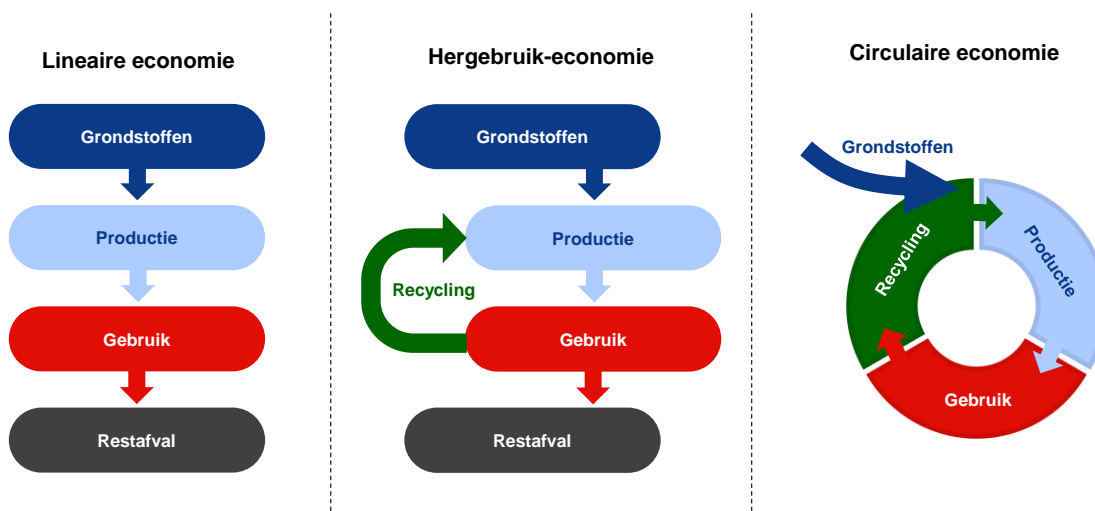 Lineaire economie
Grondstoffen
Productie
Gebruik
Restafval
Hergebruik-economie
Grondstoffen
Productie
Recycling
Gebruik
Restafval
Circulaire economie
Grondstoffen
Recycling
Productie
Gebruik